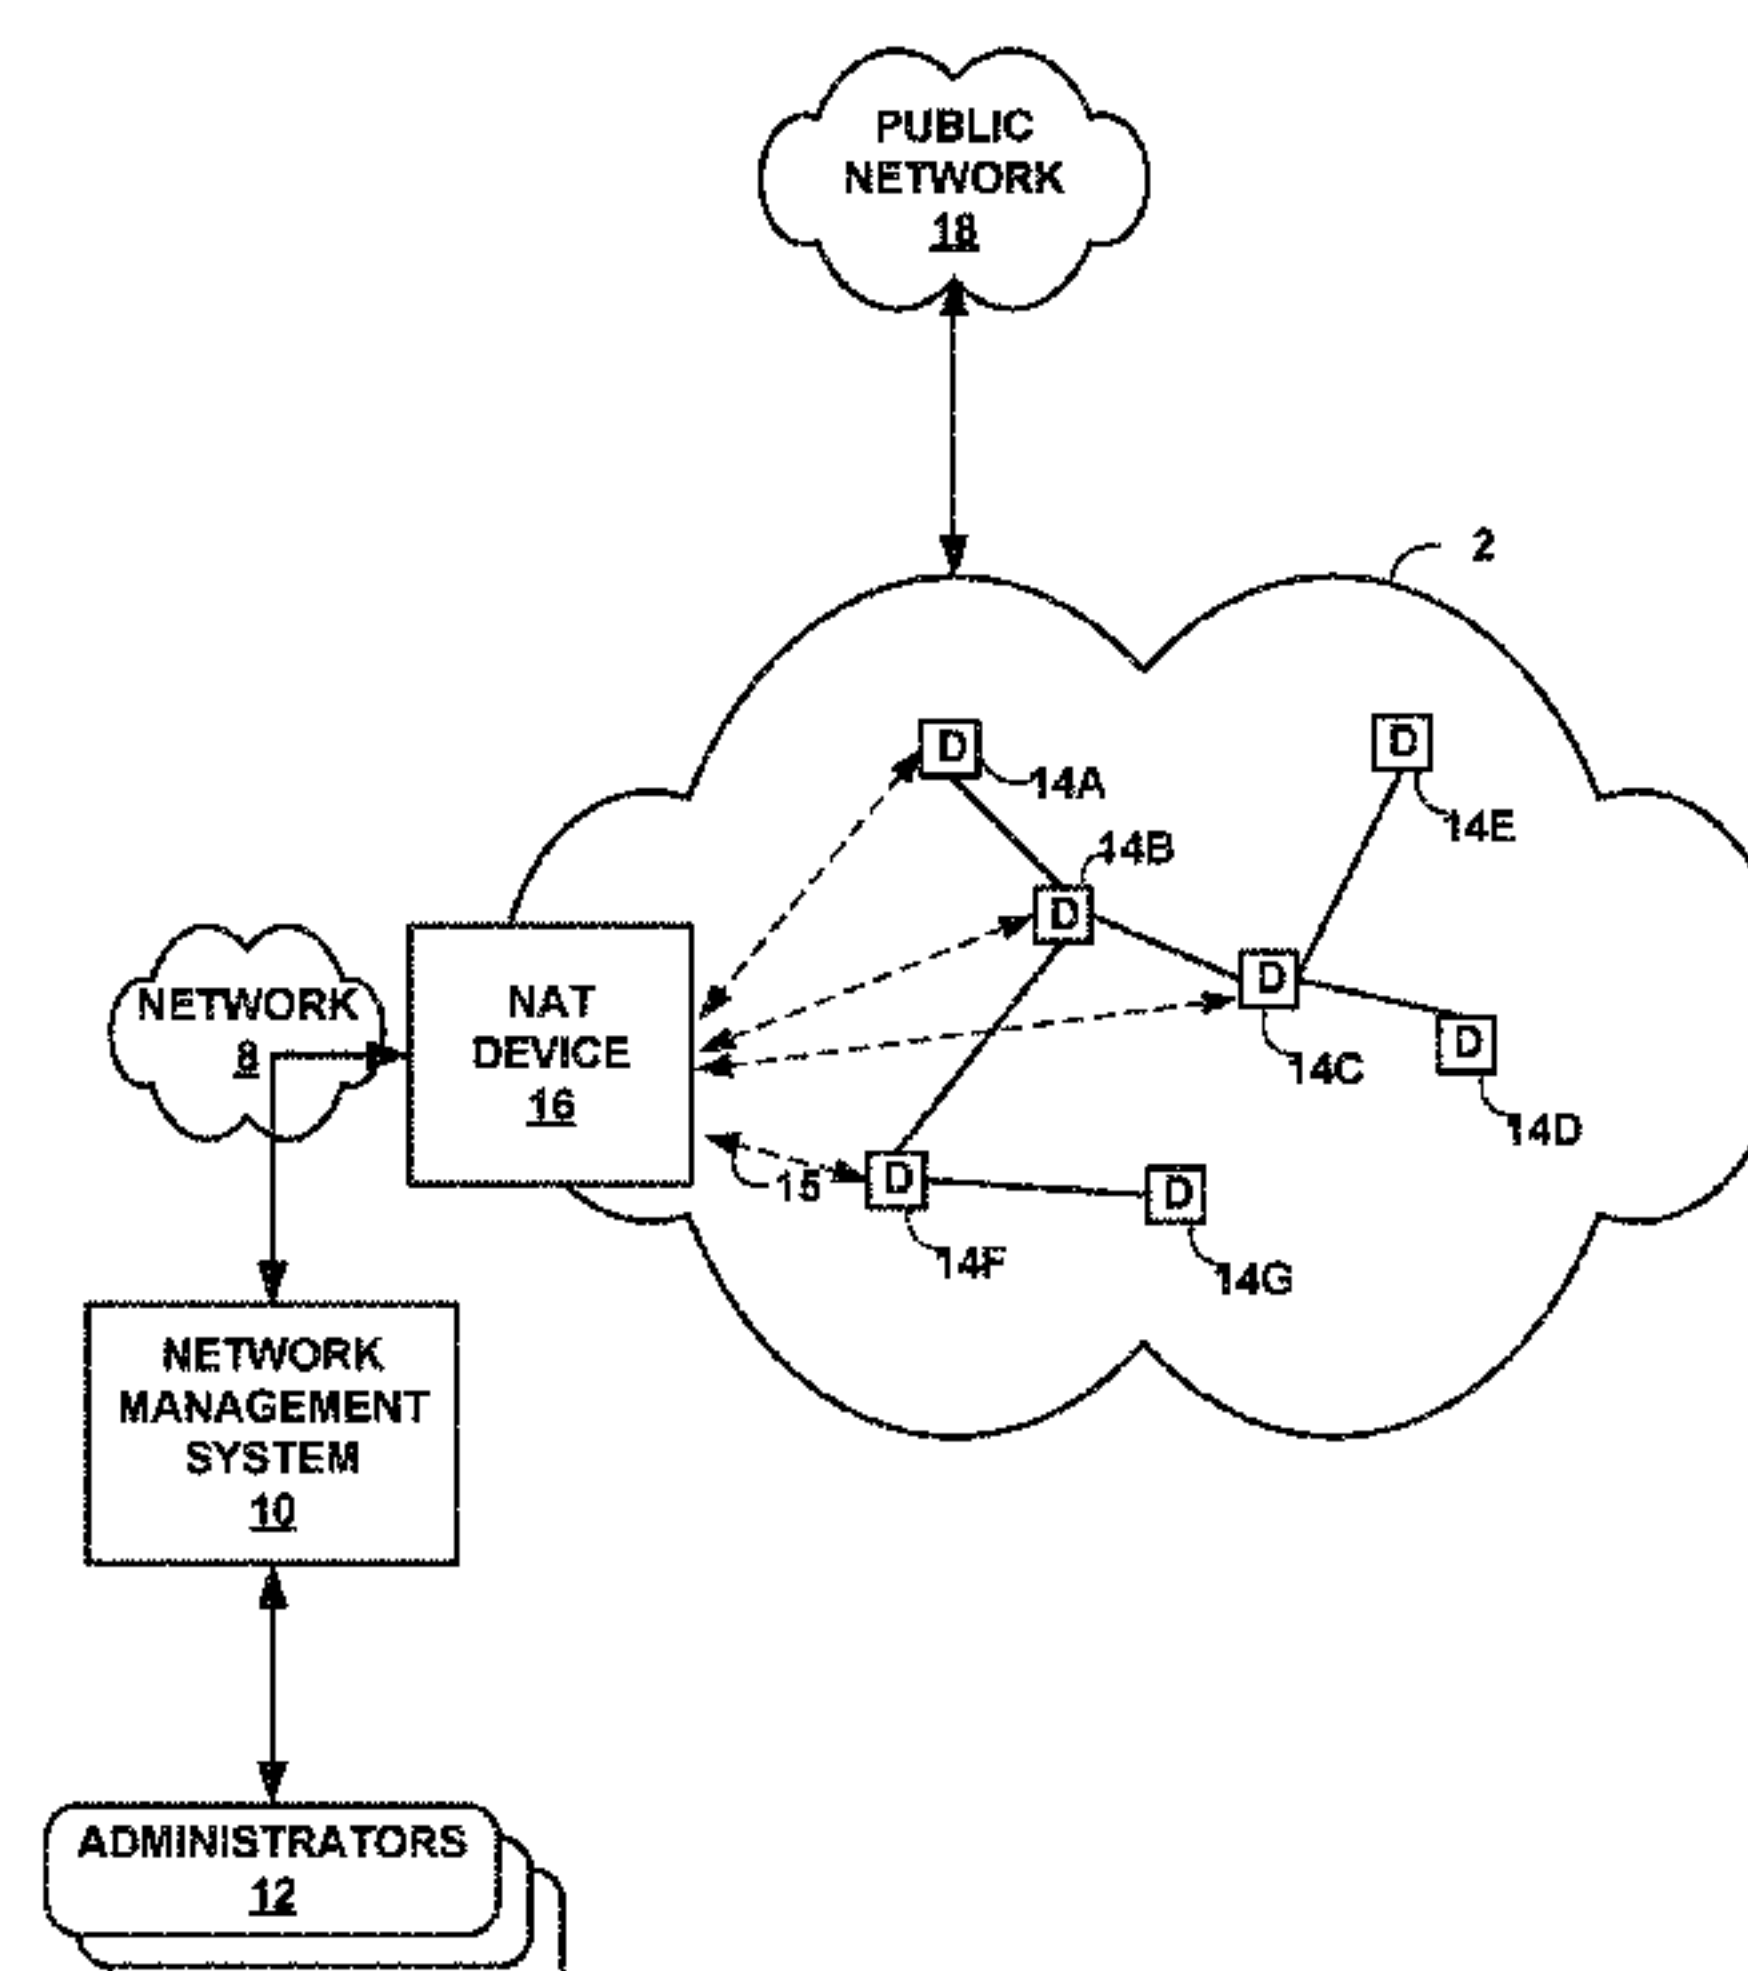 PUBLIC
NETWORK
18
2
D
14A
D
14E
14B
D
NETWORK
8
NAT
DEVICE
16
D
14C
D
14D
15
D
14F
D
14G
NETWORK
MANAGEMENT
SYSTEM
10
ADMINISTRATORS
12